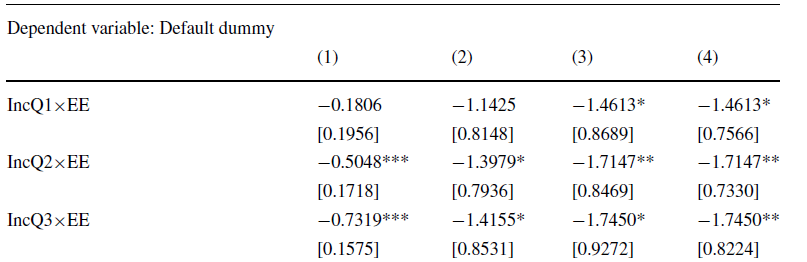 Dependent variable: Default dummy
(1) (2) (3) (4)
IncQ1×EE −0.1806 −1.1425 −1.4613* −1.4613*
[0.1956] [0.8148] [0.8689] [0.7566]
IncQ2×EE −0.5048*** −1.3979* −1.7147** −1.7147**
[0.1718] [0.7936] [0.8469] [0.7330]
IncQ3×EE −0.7319*** −1.4155* −1.7450* −1.7450**
[0.1575] [0.8531] [0.9272] [0.8224]